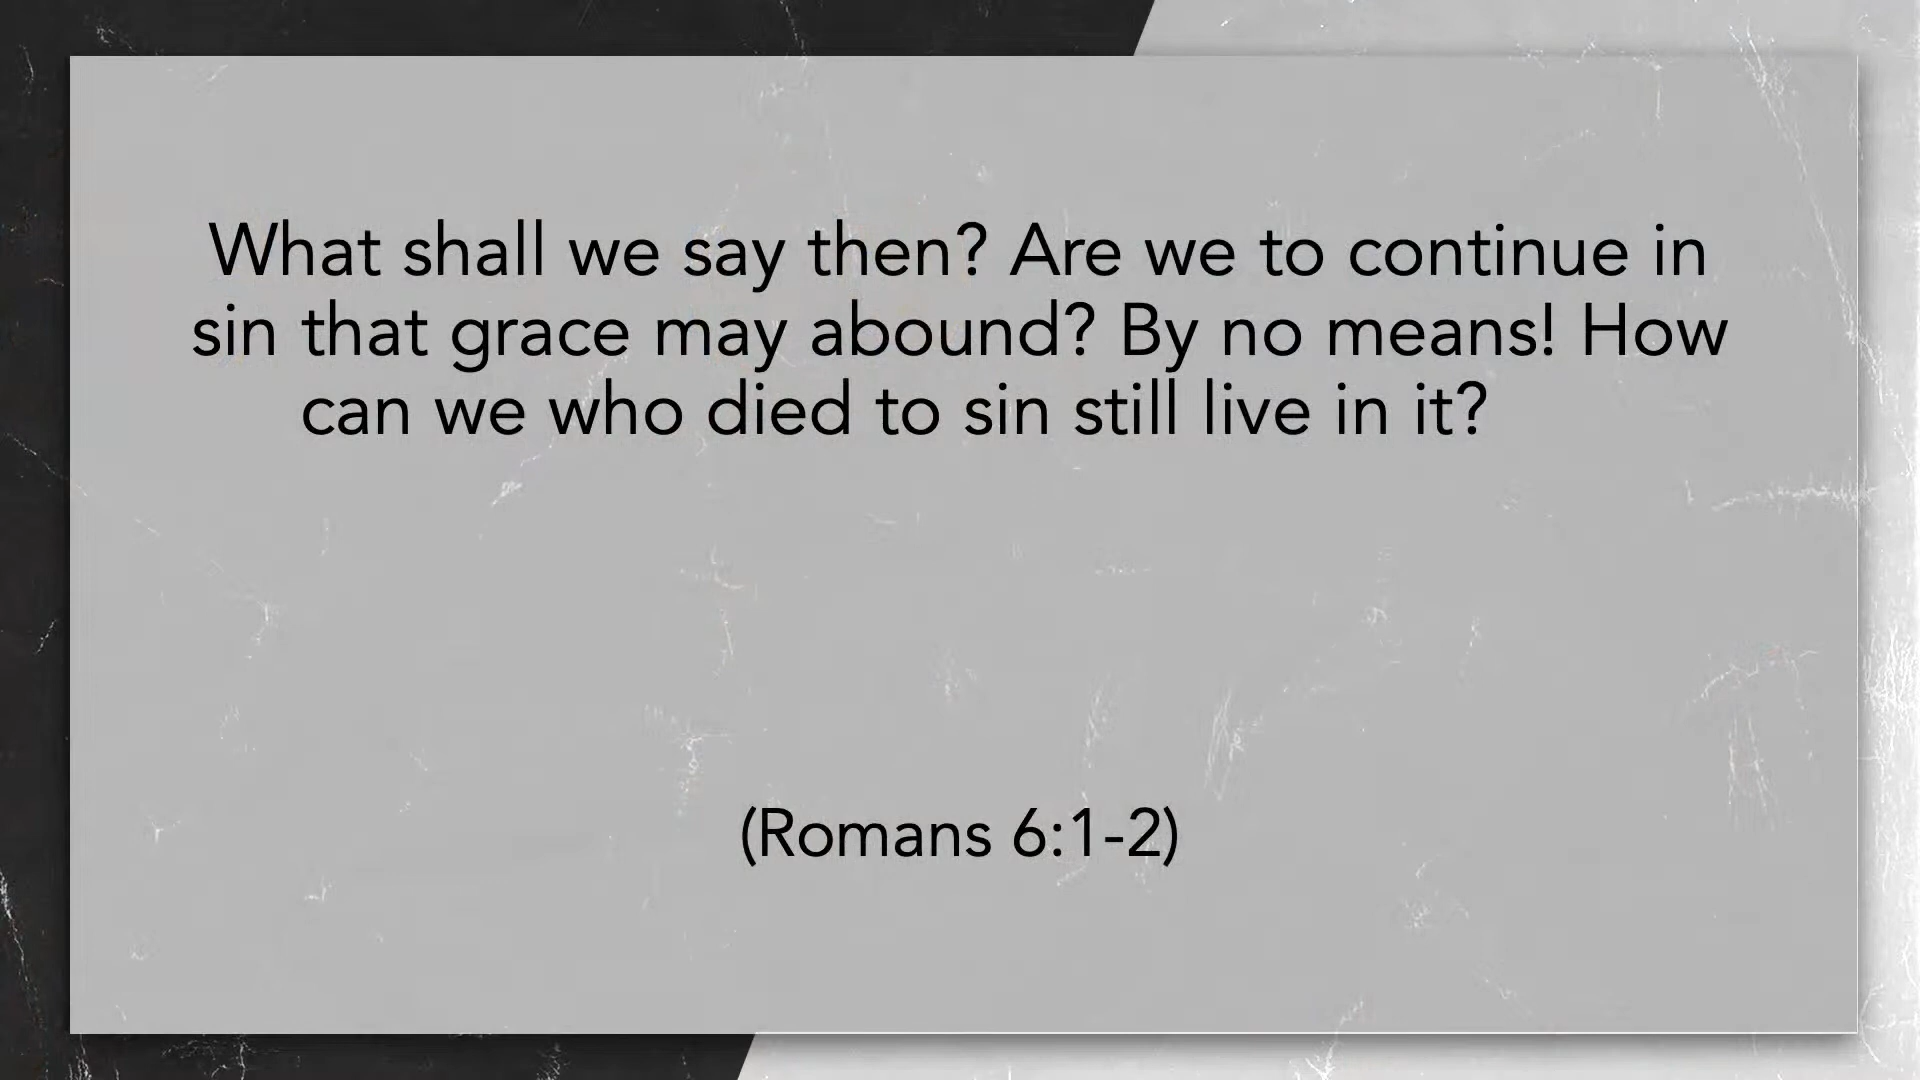 What shall we say then? Are we to continue in
sin that grace may abound? By no means! How
can we who died to sin still live in it?
(Romans 6:1-2)